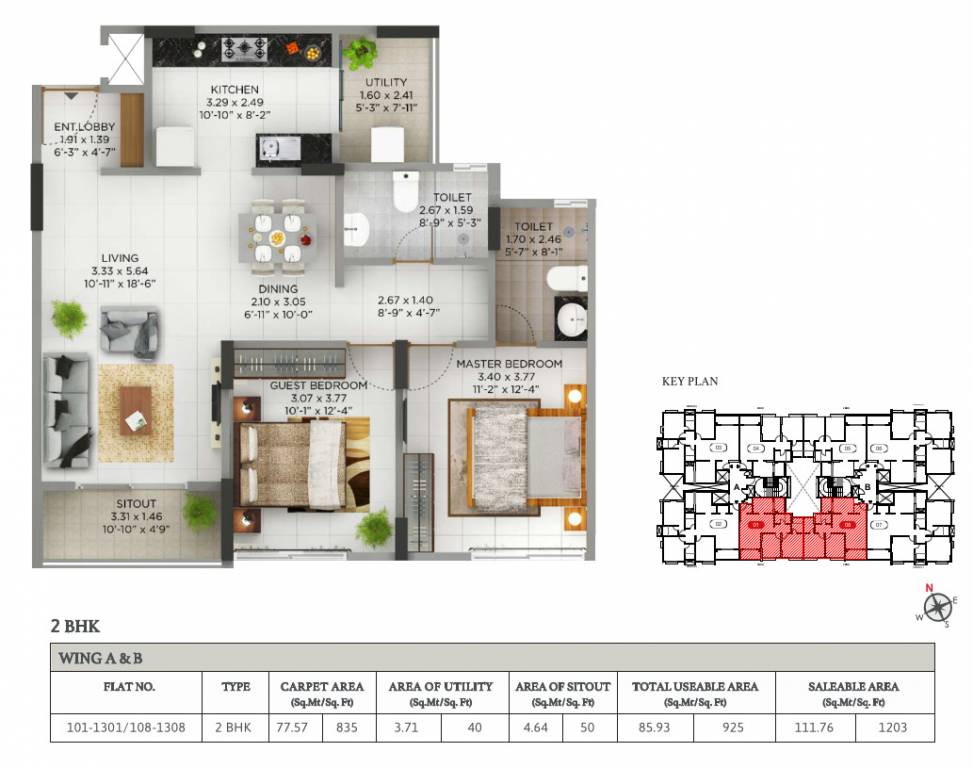 KITCHEN
3.29 x 2.49
10'-10" x 8'-2"
UTILITY
1.60 x 2.41
5'-3" x 7'-11"
ENT.LOBBY
1.91 x 1.39
6'-3" x 4'-7"
TOILET
2.67 x 1.59
8'-9" x 5'-3"
TOILET
1.70 x 2.46
5'-7" x 8'-1"
LIVING
3.33 x 5.64
10'-11" x 18'-6"
DINING
2.10 x 3.05
6'-11" x 10'-0"
2.67 x 1.40
8'-9" x 4'-7"
MASTER BEDROOM
3.40 x 3.77
11'-2" x 12'-4"
GUEST BEDROOM
3.07 x 3.77
10'-1" x 12'-4"
SITOUT
3.31 x 1.46
10'-10" x 4'9"
KEY PLAN
03 04 05 06
A B
02 01 08 07
N
E
W
S
2 BHK
WING A & B
FLAT NO. TYPE CARPET AREA AREA OF UTILITY AREA OF SITOUT TOTAL USEABLE AREA SALEABLE AREA
(Sq.Mt/Sq. Ft) (Sq.Mt/Sq. Ft) (Sq.Mt/Sq. Ft) (Sq.Mt/Sq. Ft) (Sq.Mt/Sq. Ft)
101-1301/108-1308 2 BHK 77.57 835 3.71 40 4.64 50 85.93 925 111.76 1203